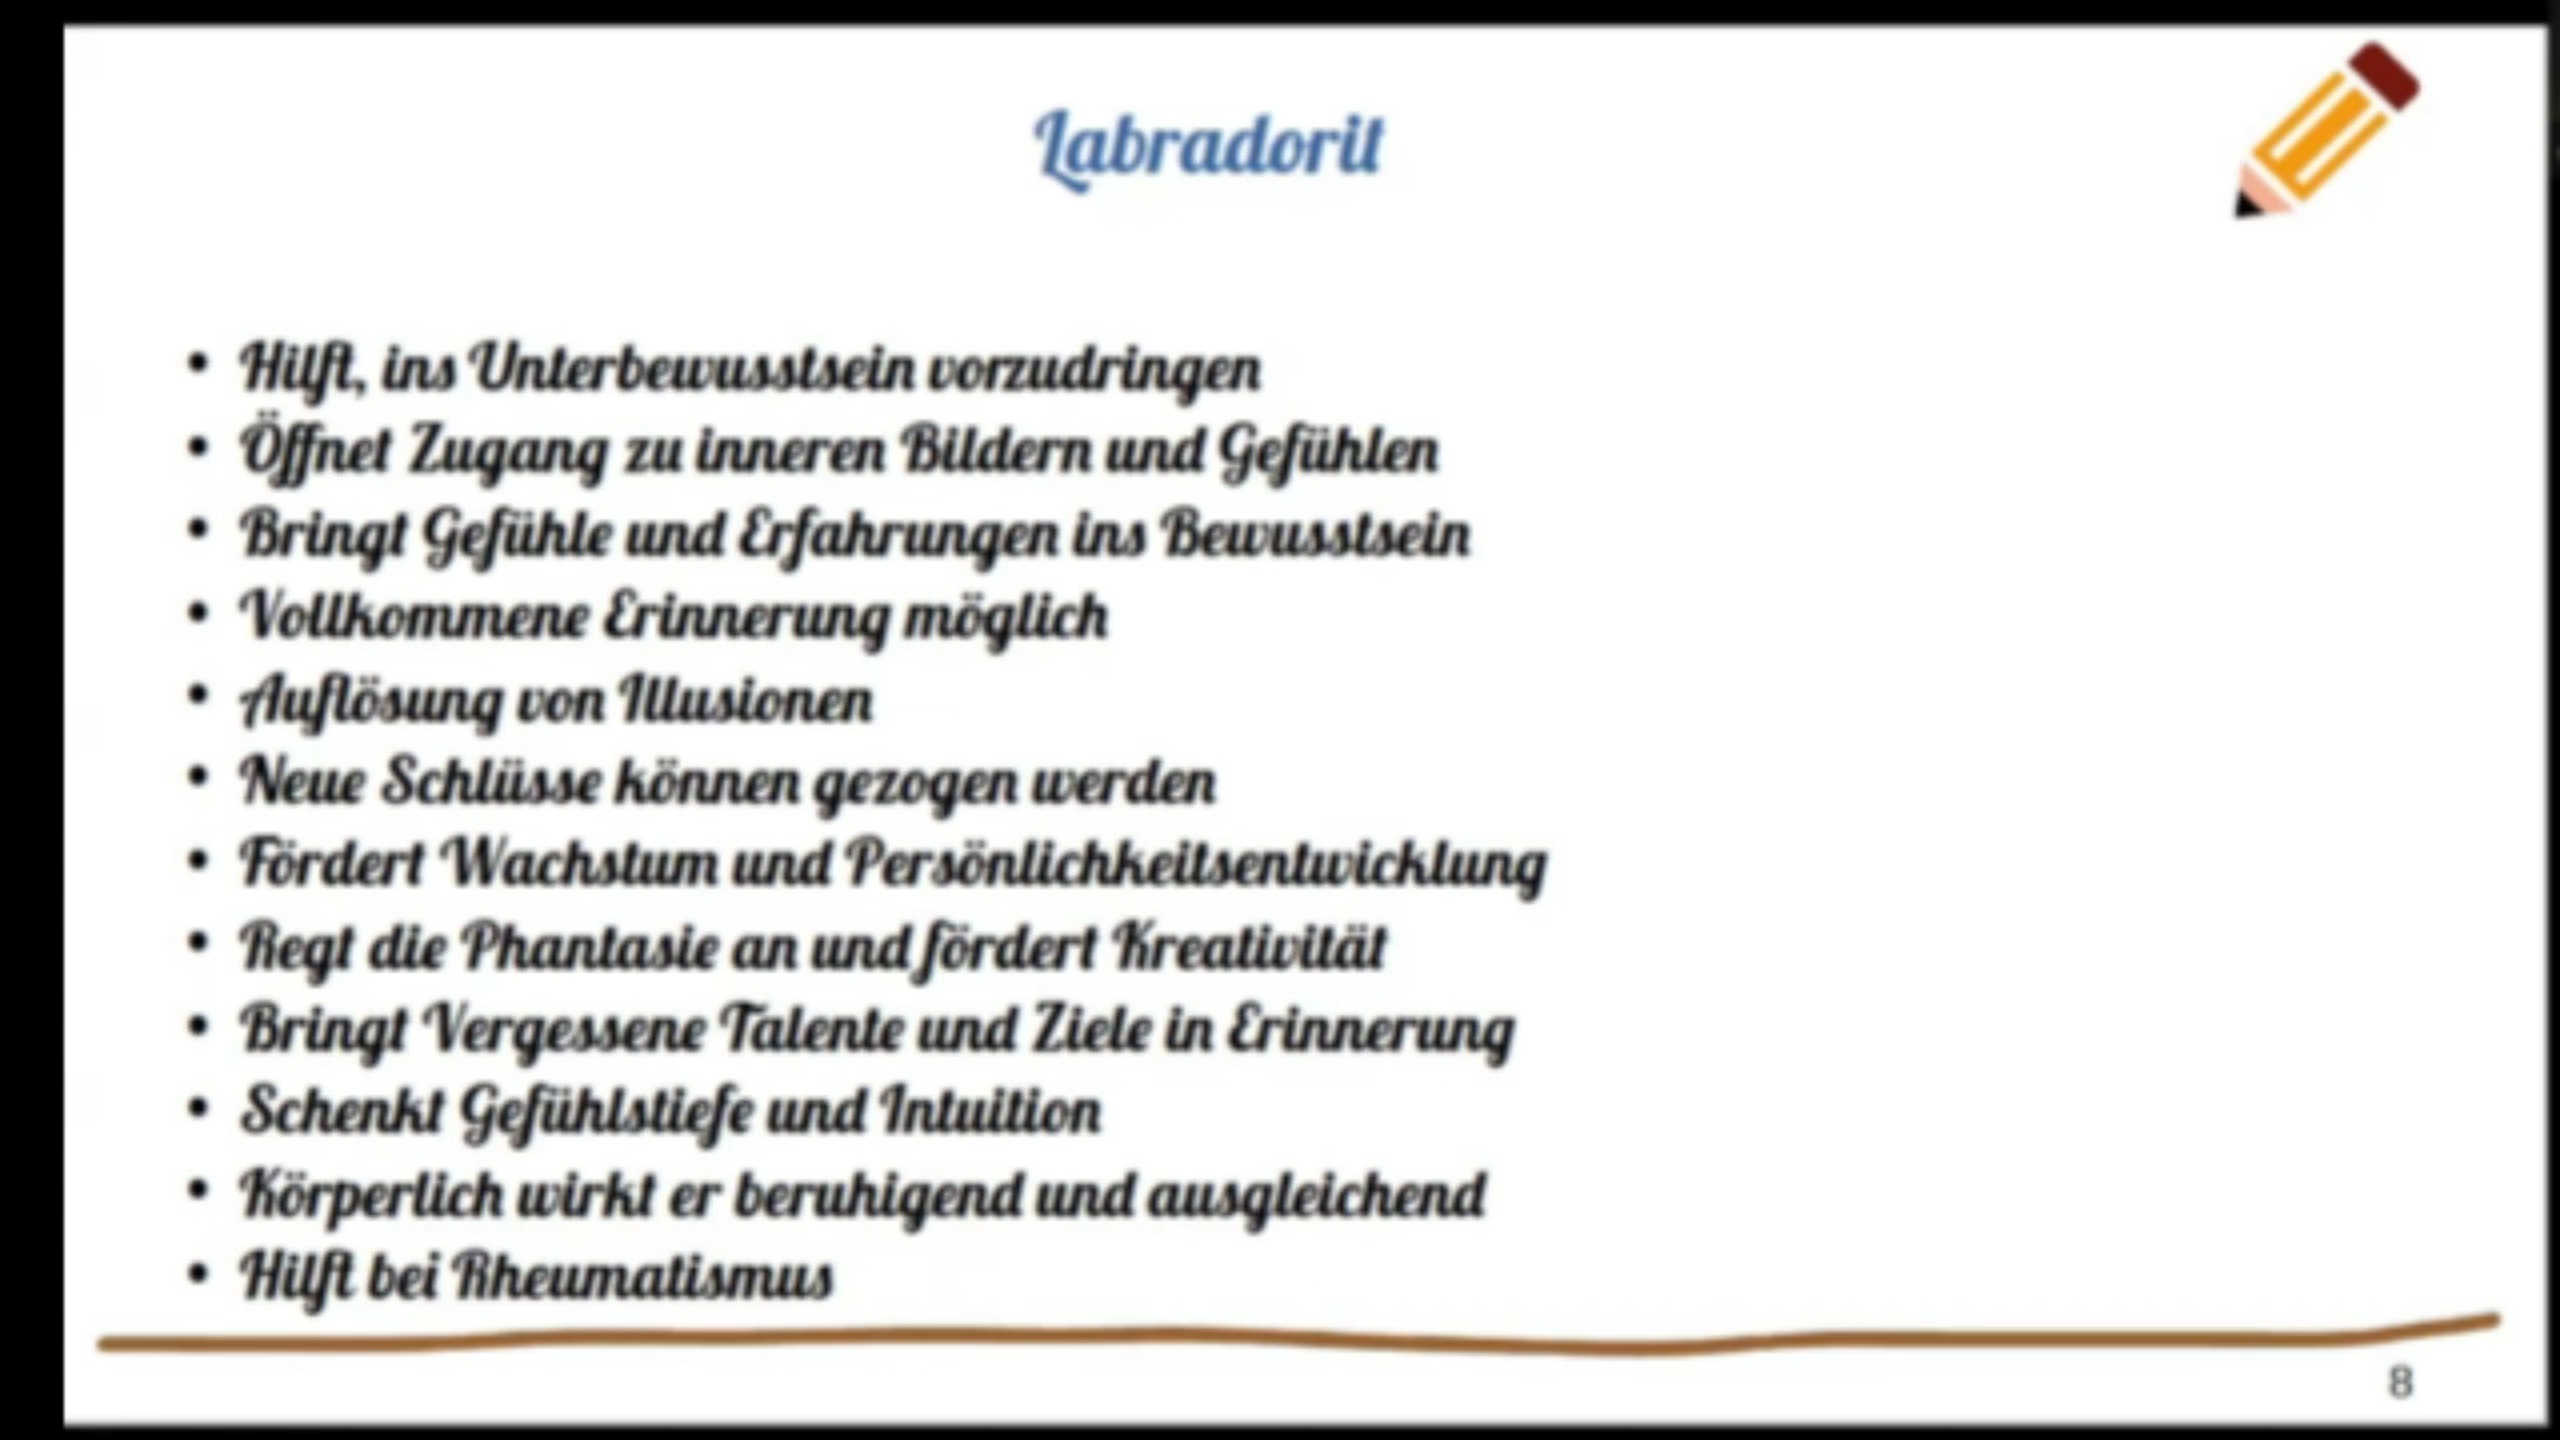 Labradorit
• Hilft, ins Unterbewusstsein vorzudringen
• Öffnet Zugang zu inneren Bildern und Gefühlen
• Bringt Gefühle und Erfahrungen ins Bewusstsein
• Vollkommene Erinnerung möglich
• Auflösung von Illusionen
• Neue Schlüsse können gezogen werden
• Fördert Wachstum und Persönlichkeitsentwicklung
• Regt die Phantasie an und fördert Kreativität
• Bringt Vergessene Talente und Ziele in Erinnerung
• Schenkt Gefühlstiefe und Intuition
• Körperlich wirkt er beruhigend und ausgleichend
• Hilft bei Rheumatismus
8